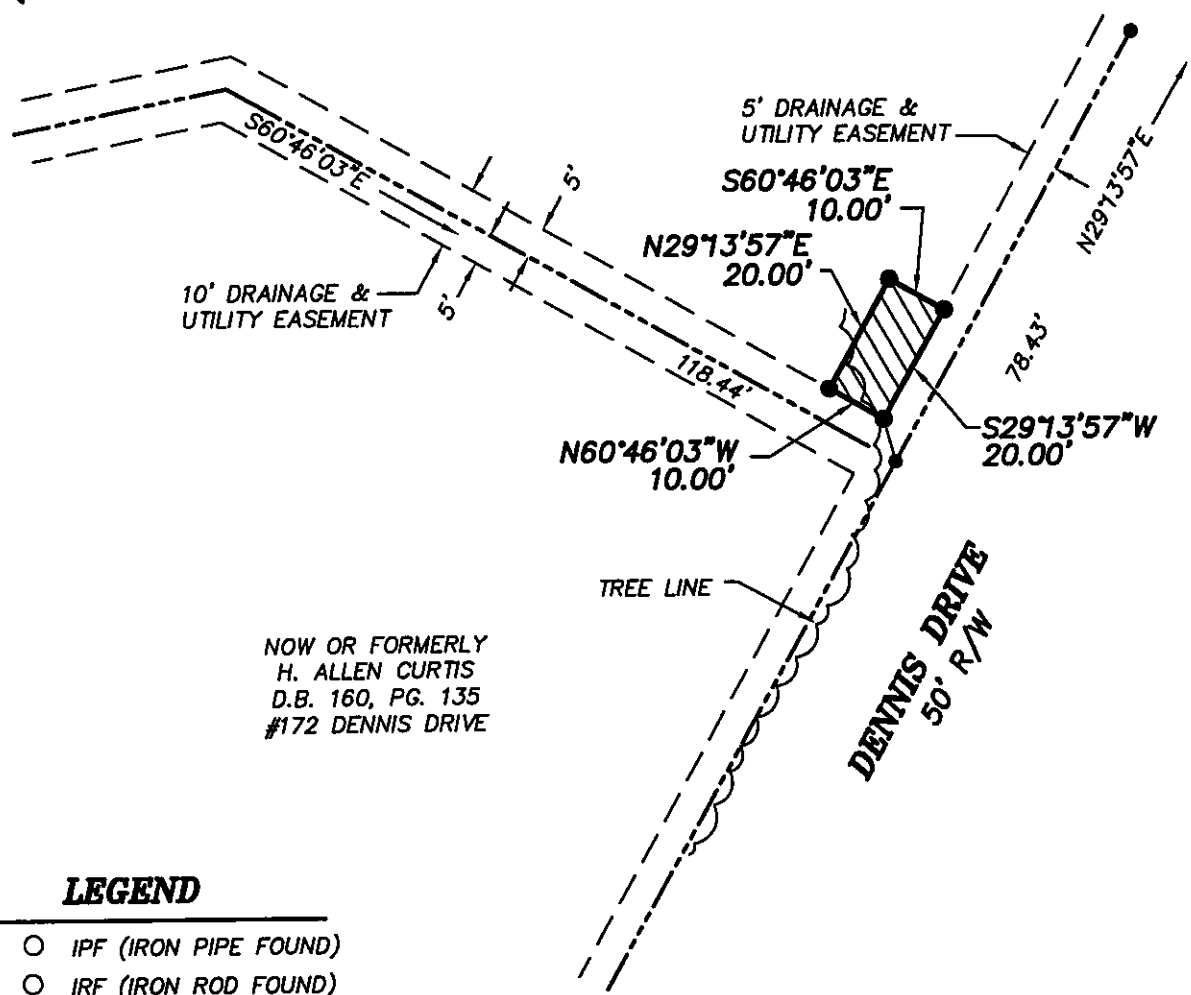 5' DRAINAGE &
UTILITY EASEMENT
S60°46'03"E
10.00'
N29°13'57"E
20.00'
S60°46'03"E
5'
N29°13'57"E
10' DRAINAGE &
UTILITY EASEMENT
5'
118.44'
78.43'
N60°46'03"W
10.00'
S29°13'57"W
20.00'
TREE LINE
DENNIS DRIVE
50' R/W
NOW OR FORMERLY
H. ALLEN CURTIS
D.B. 160, PG. 135
#172 DENNIS DRIVE
LEGEND
IPF (IRON PIPE FOUND)
IRF (IRON ROD FOUND)